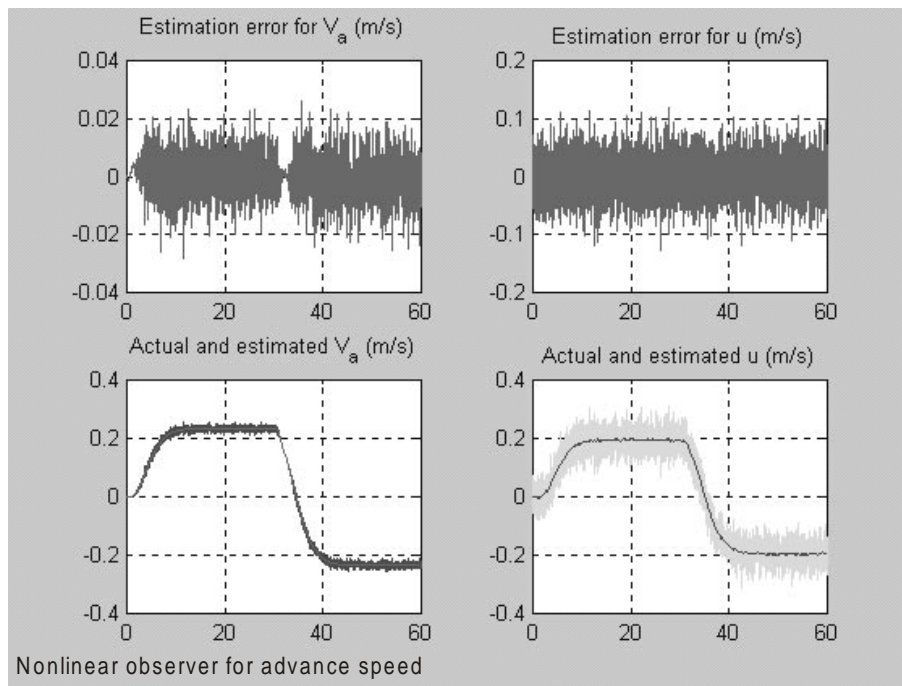 Estimation error for Va (m/s)
0.04
0.02
0
-0.02
-0.04
0 20 40 60
Estimation error for u (m/s)
0.2
0.1
0
-0.1
-0.2
0 20 40 60
Actual and estimated Va (m/s)
0.4
0.2
0
-0.2
-0.4
0 20 40 60
Actual and estimated u (m/s)
0.4
0.2
0
-0.2
-0.4
0 20 40 60
Nonlinear observer for advance speed